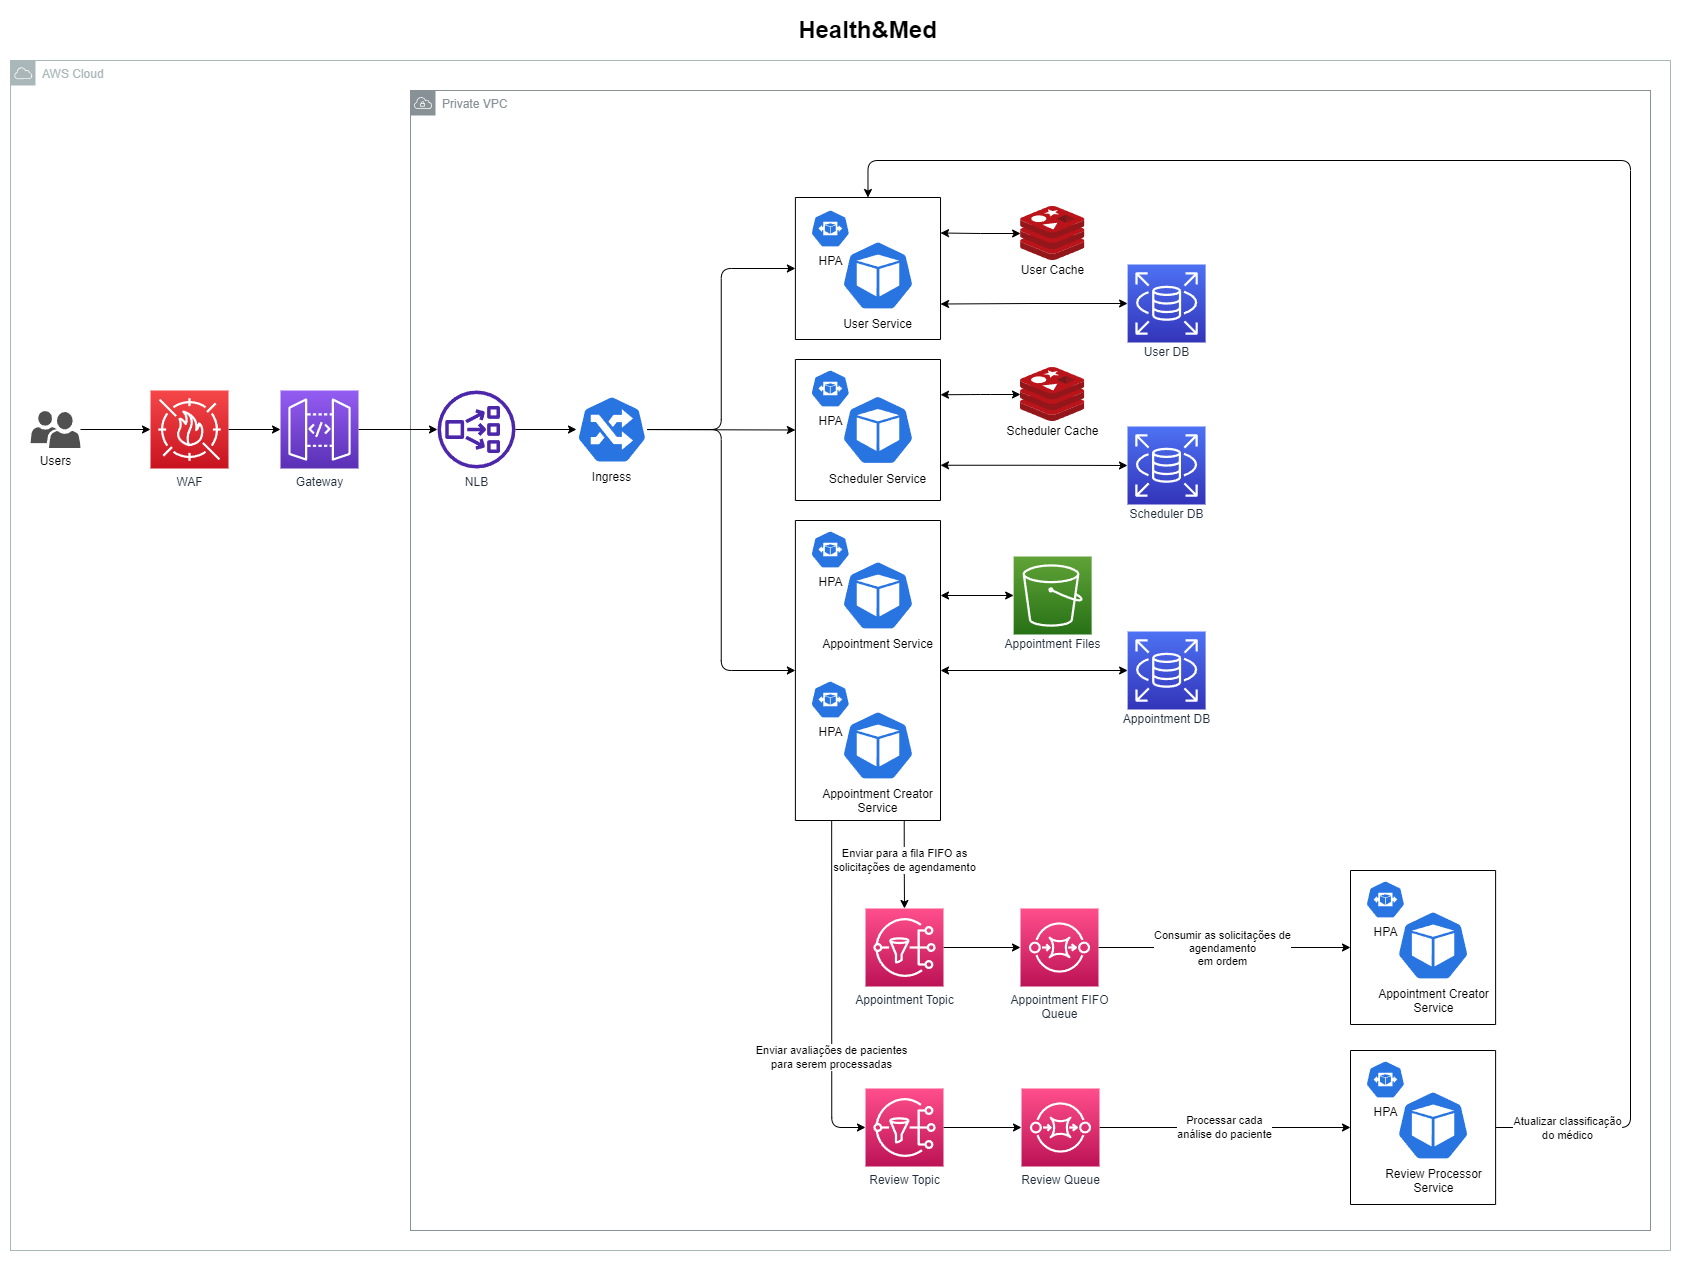 Health&Med
AWS Cloud
Private VPC
HPA
User Service
User Cache
User DB
HPA
Scheduler Service
Scheduler Cache
Scheduler DB
Users
WAF
Gateway
NLB
Ingress
HPA
Appointment Service
Appointment Files
Appointment DB
HPA
Appointment Creator
Service
Enviar para a fila FIFO as
solicitações de agendamento
Appointment Topic
Appointment FIFO
Queue
Consumir as solicitações de
agendamento
em ordem
HPA
Appointment Creator
Service
Enviar avaliações de pacientes
para serem processadas
Review Topic
Review Queue
Processar cada
análise do paciente
HPA
Review Processor
Service
Atualizar classificação
do médico